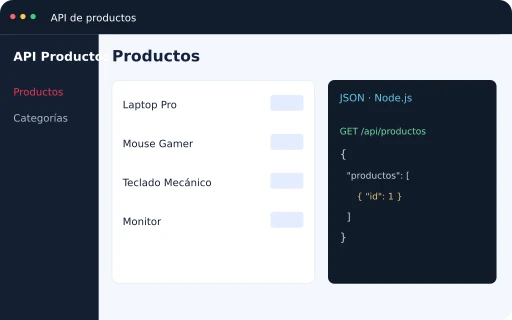 API de productos
API Productos
Productos
Categorías
Productos
Laptop Pro
Mouse Gamer
Teclado Mecánico
Monitor
JSON · Node.js
GET /api/productos
{
"productos": [
{ "id": 1 }
]
}